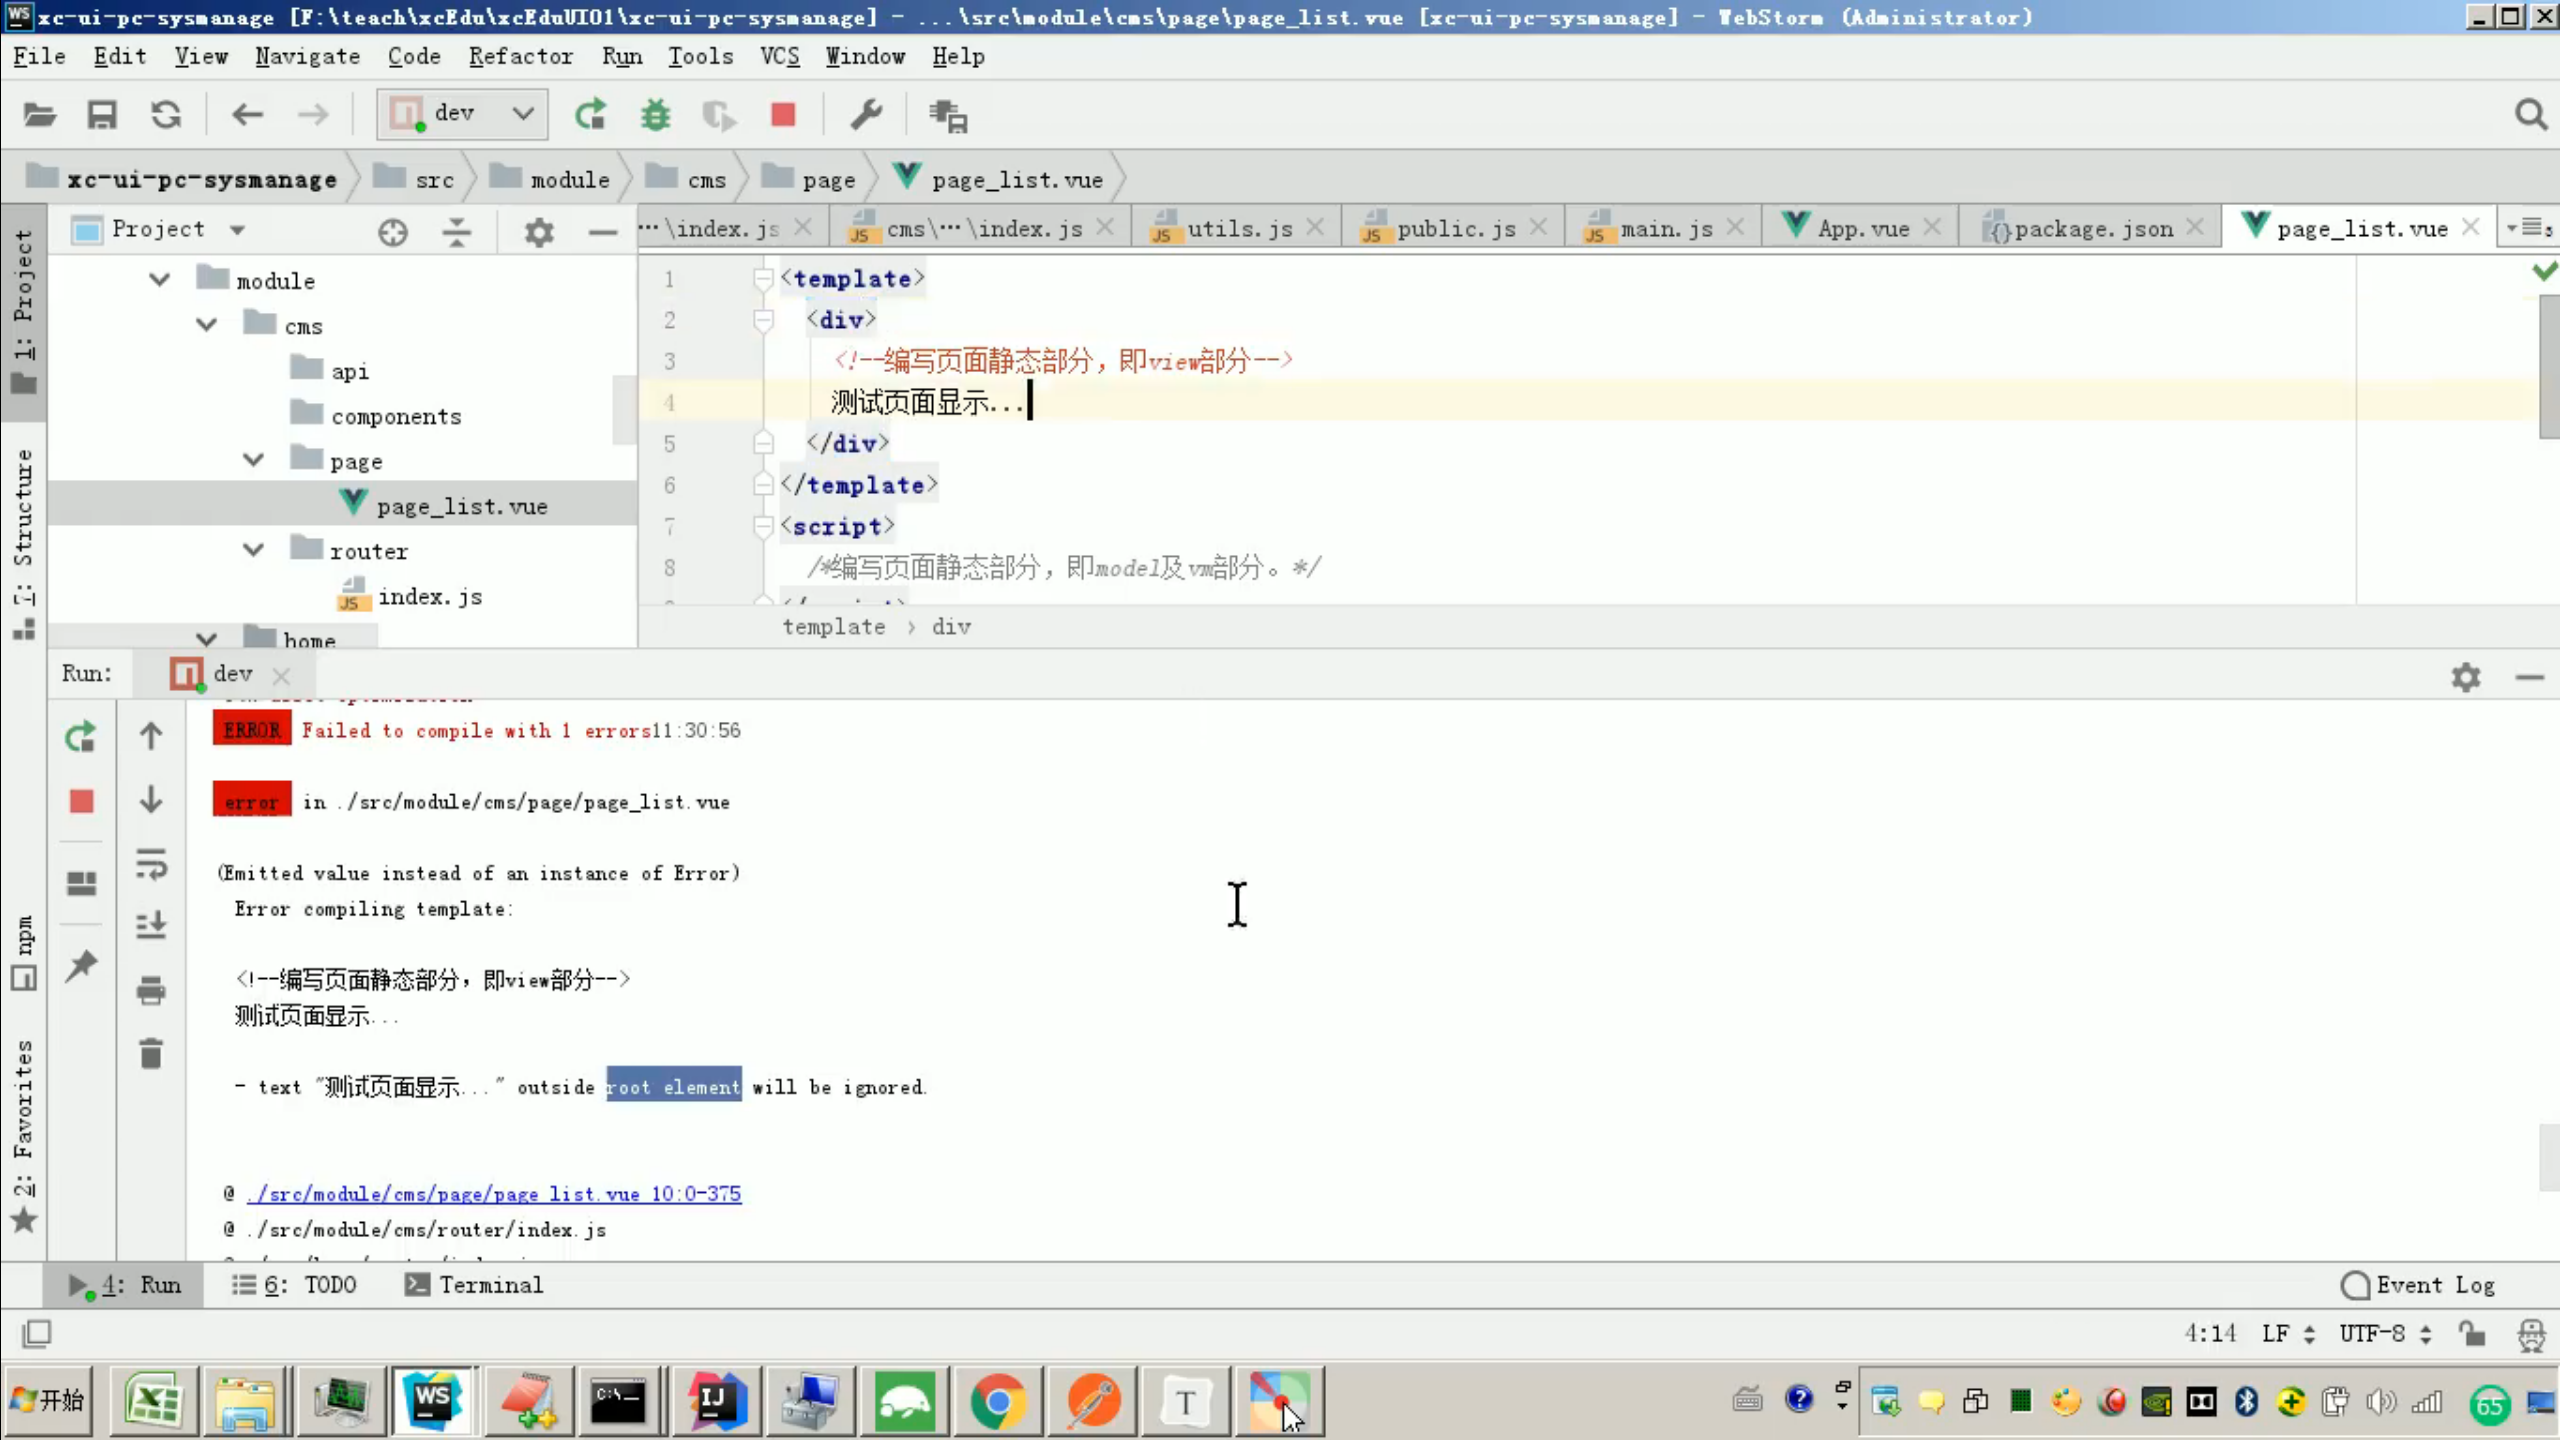 xc-ui-pc-sysmanage [F:\teach\xcEdu\xcEduUI01\xc-ui-pc-sysmanage] - ...\src\module\cms\page\page_list.vue [xc-ui-pc-sysmanage] - WebStorm (Administrator)
File Edit View Navigate Code Refactor Run Tools VCS Window Help
dev
xc-ui-pc-sysmanage src module cms page page_list.vue
1: Project
Project
...\index.js cms\...\index.js utils.js public.js main.js App.vue package.json page_list.vue
module
cms
api
components
page
page_list.vue
router
index.js
home
7: Structure
1 <template>
2 <div>
3 <!--编写页面静态部分，即view部分-->
4 测试页面显示...
5 </div>
6 </template>
7 <script>
8 /*编写页面静态部分，即model及vm部分。*/
template > div
Run: dev
npm
2: Favorites
ERROR Failed to compile with 1 errors11:30:56
error in ./src/module/cms/page/page_list.vue
(Emitted value instead of an instance of Error)
Error compiling template:
<!--编写页面静态部分，即view部分-->
测试页面显示...
- text "测试页面显示..." outside root element will be ignored.
@ ./src/module/cms/page/page_list.vue 10:0-375
@ ./src/module/cms/router/index.js
4: Run 6: TODO Terminal Event Log
4:14 LF UTF-8
开始 WS C:\ IJ T 65